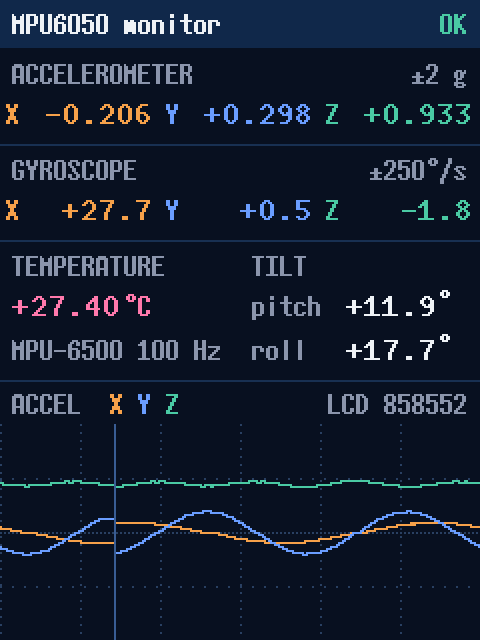 MPU6050 monitor OK
ACCELEROMETER ±2 g
X -0.206 Y +0.298 Z +0.933
GYROSCOPE ±250°/s
X +27.7 Y +0.5 Z -1.8
TEMPERATURE TILT
+27.40°C pitch +11.9°
MPU-6500 100 Hz roll +17.7°
ACCEL X Y Z LCD 858552